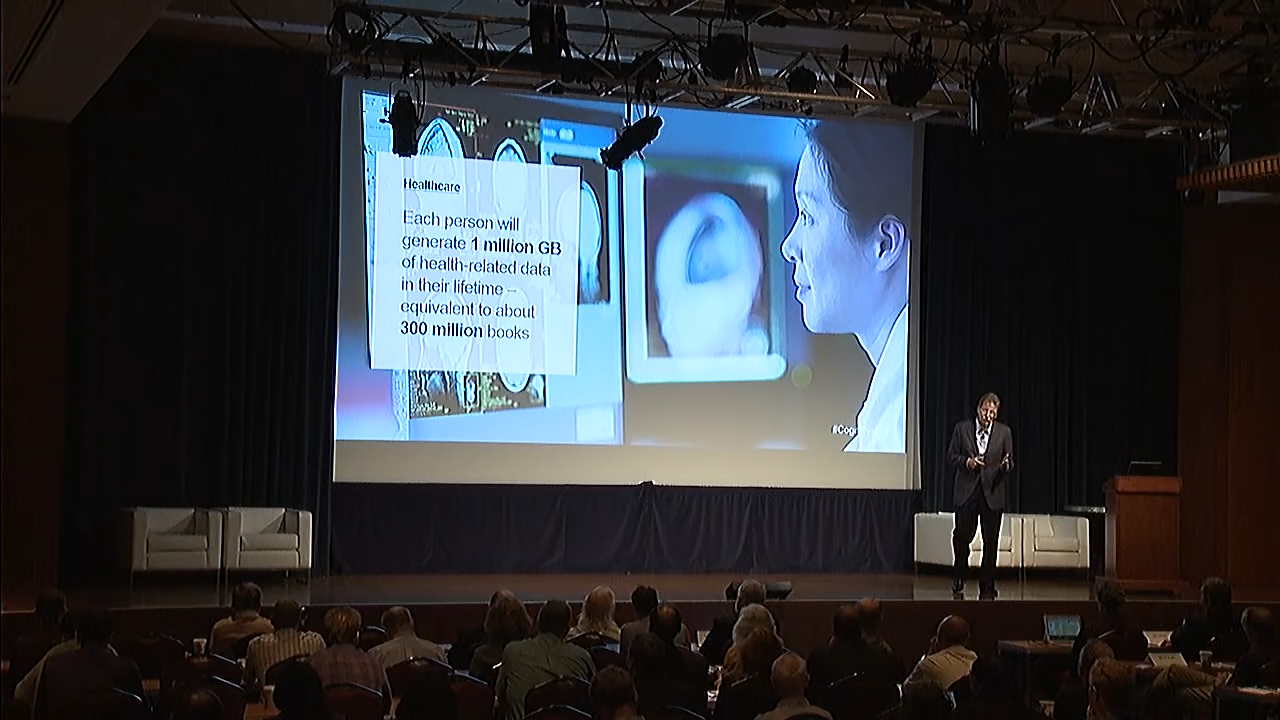 Healthcare
Each person will
generate 1 million GB
of health-related data
in their lifetime –
equivalent to about
300 million books